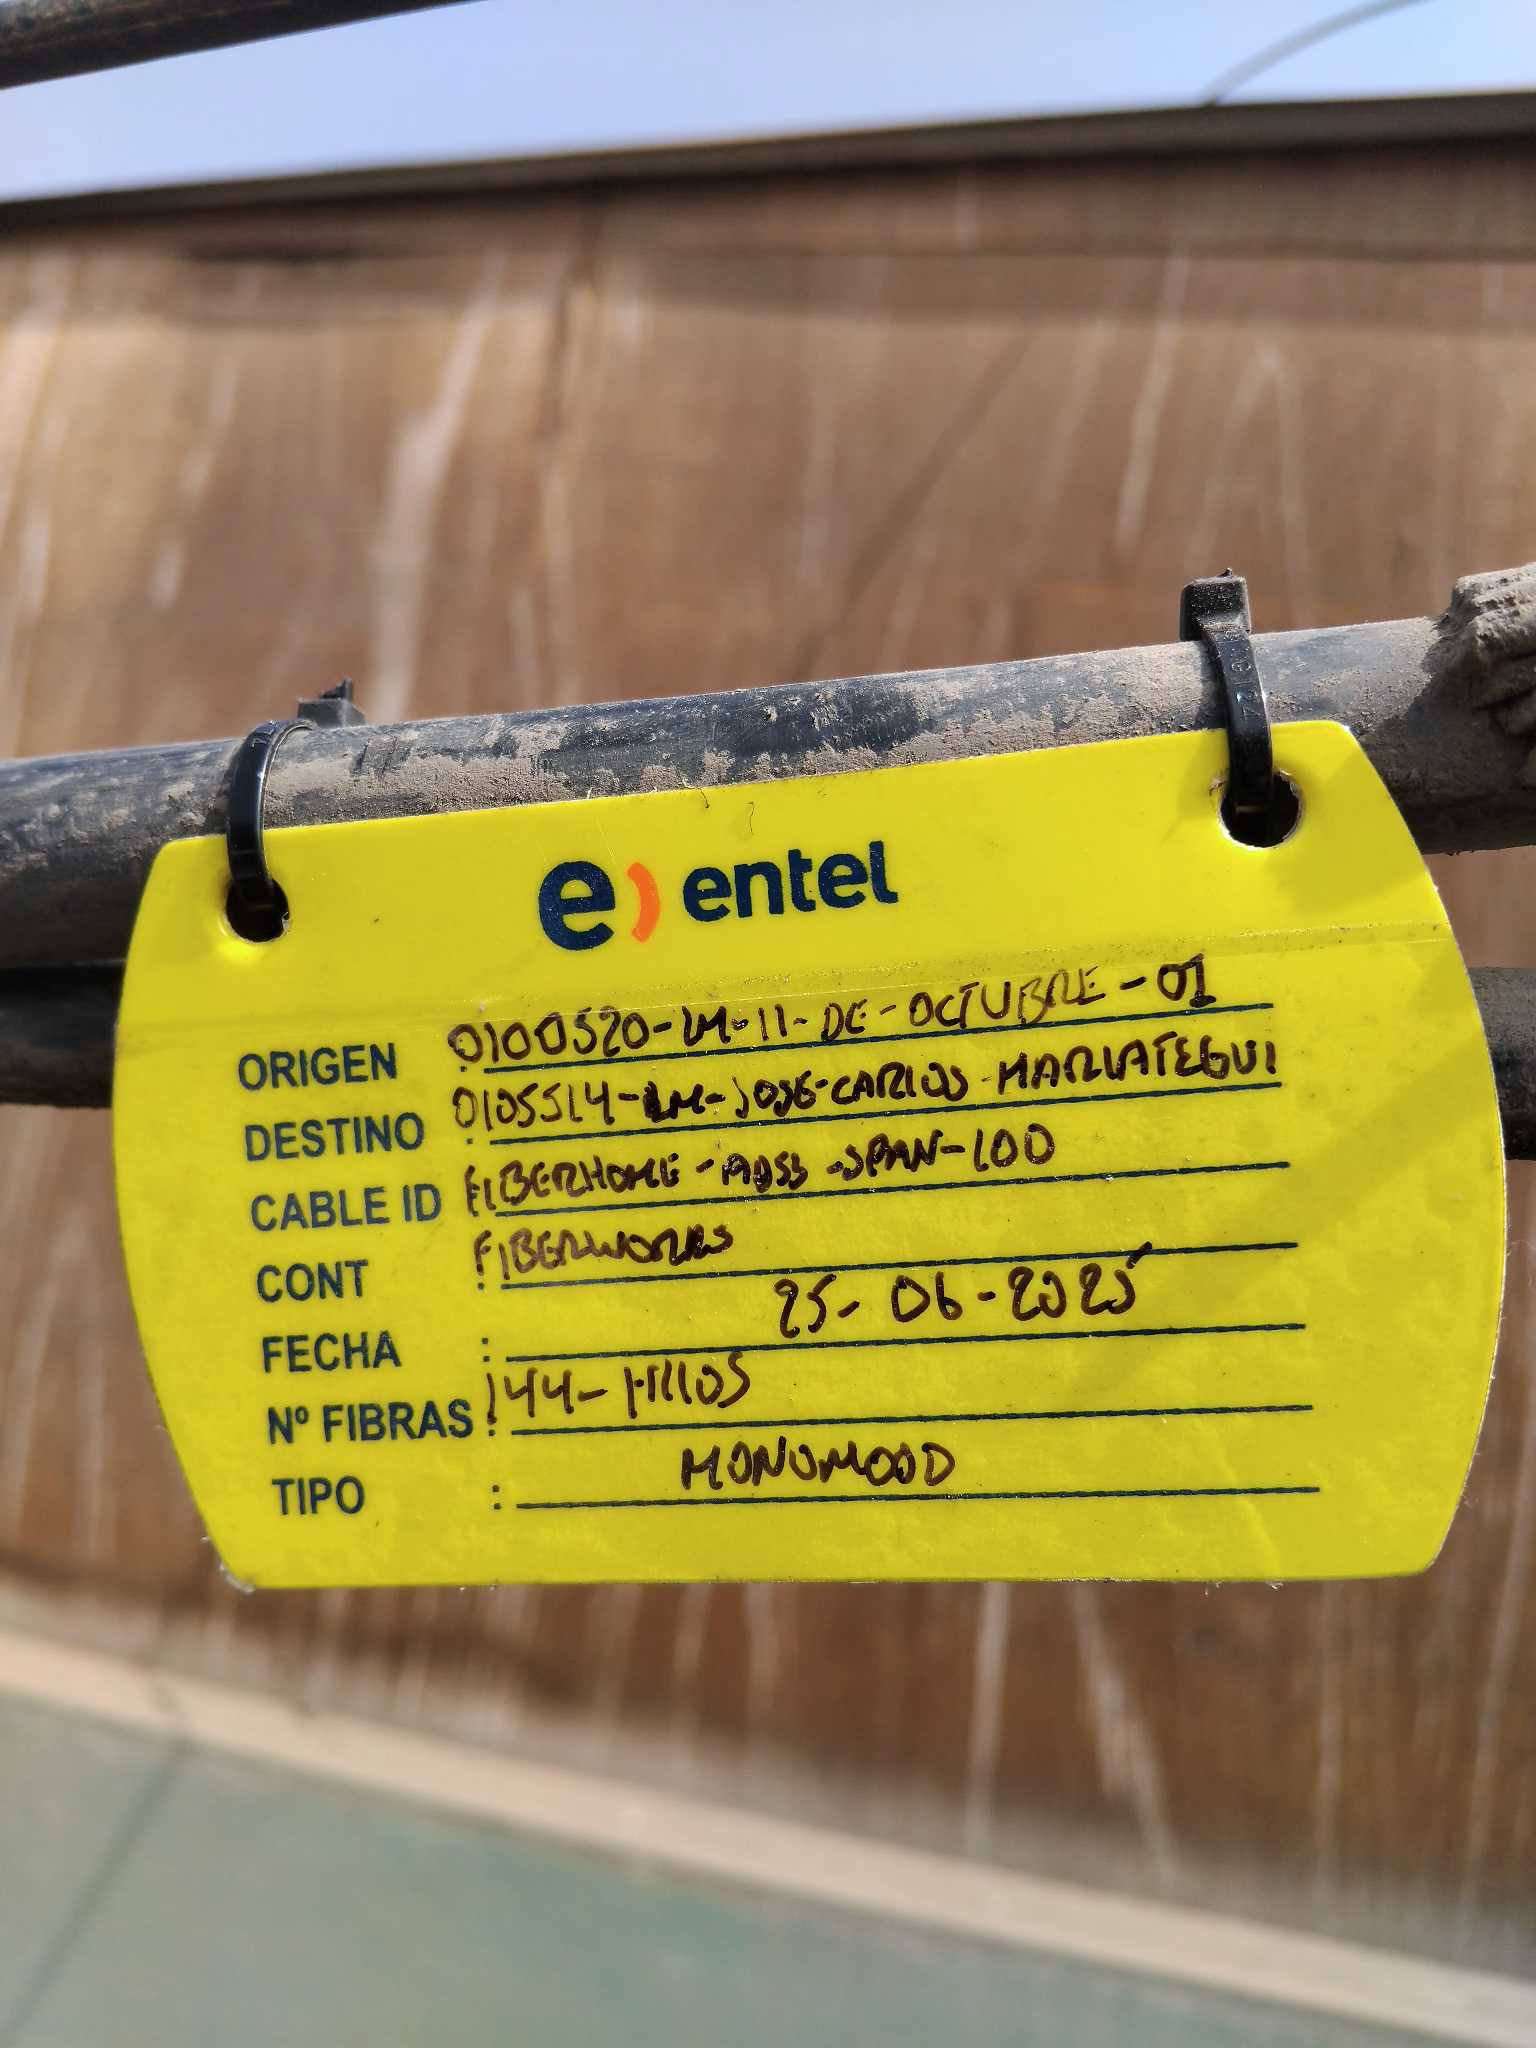 e) entel
ORIGEN : 0100520-LM-11-DE-OCTUBRE-01
DESTINO : 0105514-LM-JOSE-CARLOS-MARIATEGUI
CABLE ID : FIBERHOME-ADSS-SPAN-100
CONT : FIBERWORKS
FECHA : 25-06-2025
Nº FIBRAS : 144-HILOS
TIPO : MONOMOOD